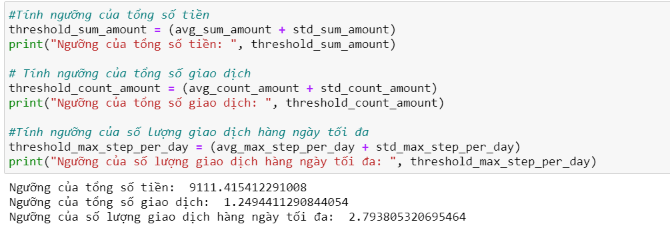 #Tính ngưỡng của tổng số tiền
threshold_sum_amount = (avg_sum_amount + std_sum_amount)
print("Ngưỡng của tổng số tiền: ", threshold_sum_amount)
# Tính ngưỡng của tổng số giao dịch
threshold_count_amount = (avg_count_amount + std_count_amount)
print("Ngưỡng của tổng số giao dịch: ", threshold_count_amount)
#Tính ngưỡng của số lượng giao dịch hàng ngày tối đa
threshold_max_step_per_day = (avg_max_step_per_day + std_max_step_per_day)
print("Ngưỡng của số lượng giao dịch hàng ngày tối đa: ", threshold_max_step_per_day)
Ngưỡng của tổng số tiền:  9111.415412291008
Ngưỡng của tổng số giao dịch:  1.2494411290844054
Ngưỡng của số lượng giao dịch hàng ngày tối đa:  2.793805320695464